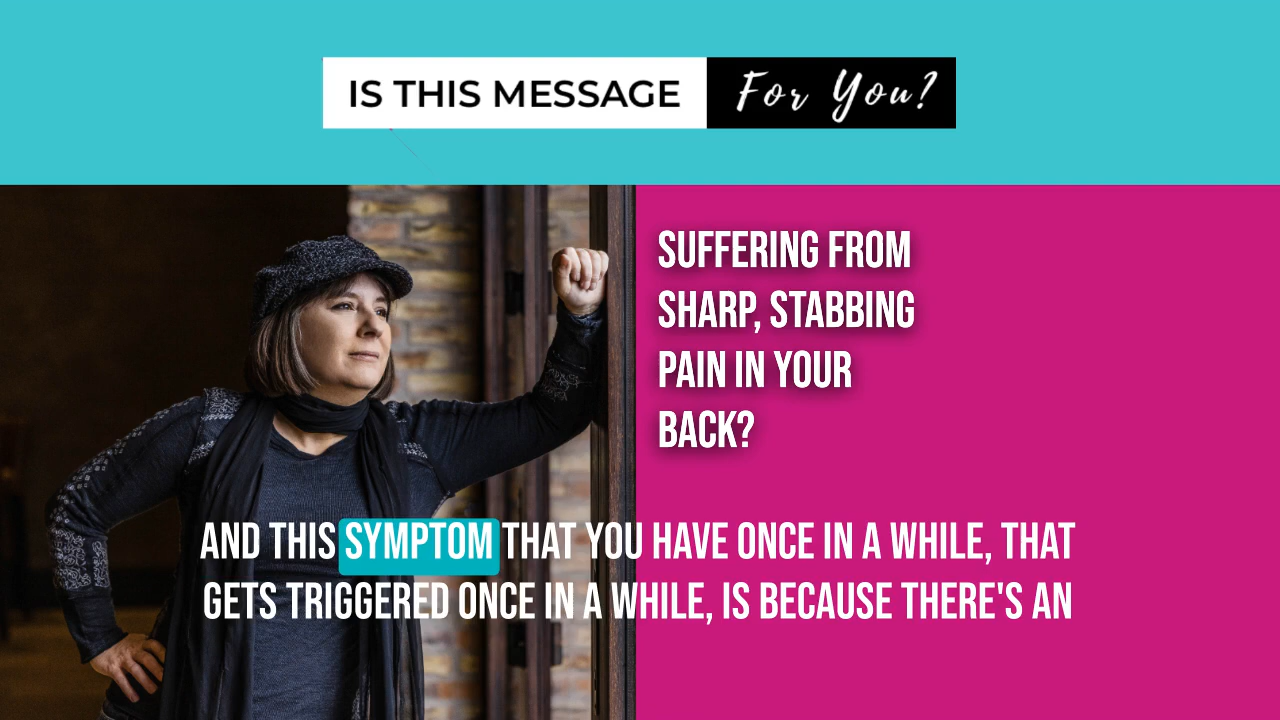 IS THIS MESSAGE For You?
SUFFERING FROM
SHARP, STABBING
PAIN IN YOUR
BACK?
AND THIS SYMPTOM THAT YOU HAVE ONCE IN A WHILE, THAT
GETS TRIGGERED ONCE IN A WHILE, IS BECAUSE THERE'S AN